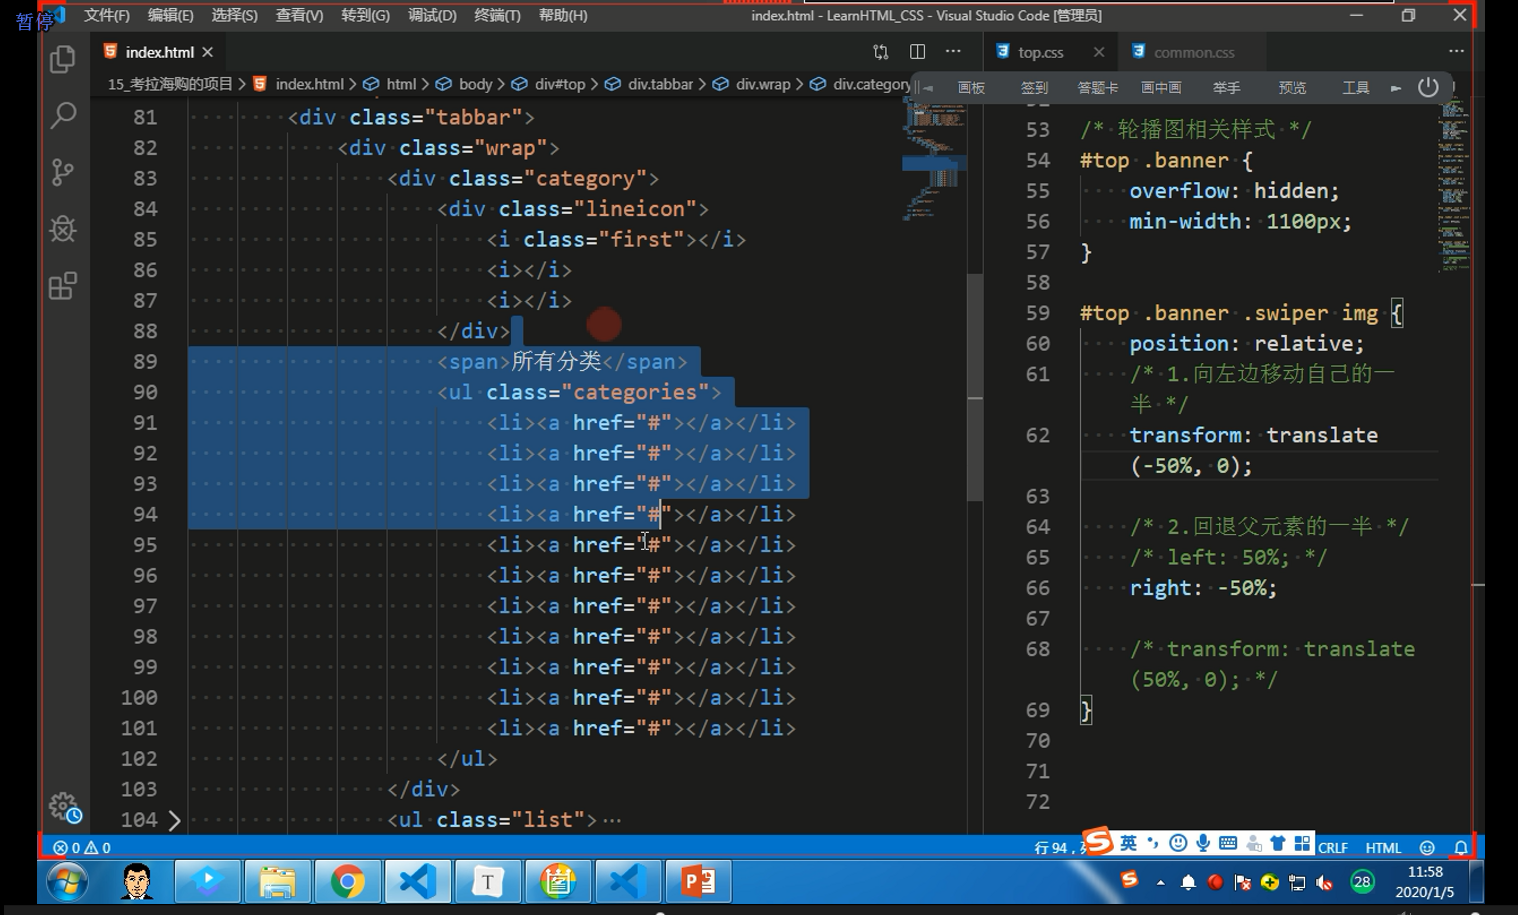 暂停
文件(F) 编辑(E) 选择(S) 查看(V) 转到(G) 调试(D) 终端(T) 帮助(H)
index.html - LearnHTML_CSS - Visual Studio Code [管理员]
index.html
top.css
common.css
15_考拉海购的项目 > index.html > html > body > div#top > div.tabbar > div.wrap > div.category
画板 签到 答题卡 画中画 举手 预览 工具
81 <div class="tabbar">
82 <div class="wrap">
83 <div class="category">
84 <div class="lineicon">
85 <i class="first"></i>
86 <i></i>
87 <i></i>
88 </div>
89 <span>所有分类</span>
90 <ul class="categories">
91 <li><a href="#"></a></li>
92 <li><a href="#"></a></li>
93 <li><a href="#"></a></li>
94 <li><a href="#"></a></li>
95 <li><a href="#"></a></li>
96 <li><a href="#"></a></li>
97 <li><a href="#"></a></li>
98 <li><a href="#"></a></li>
99 <li><a href="#"></a></li>
100 <li><a href="#"></a></li>
101 <li><a href="#"></a></li>
102 </ul>
103 </div>
104 <ul class="list">…
53 /* 轮播图相关样式 */
54 #top .banner {
55 overflow: hidden;
56 min-width: 1100px;
57 }
58
59 #top .banner .swiper img {
60 position: relative;
61 /* 1.向左边移动自己的一
半 */
62 transform: translate
(-50%, 0);
63
64 /* 2.回退父元素的一半 */
65 /* left: 50%; */
66 right: -50%;
67
68 /* transform: translate
(50%, 0); */
69 }
70
71
72
0 0
行 94，
英
CRLF HTML
28
11:58
2020/1/5